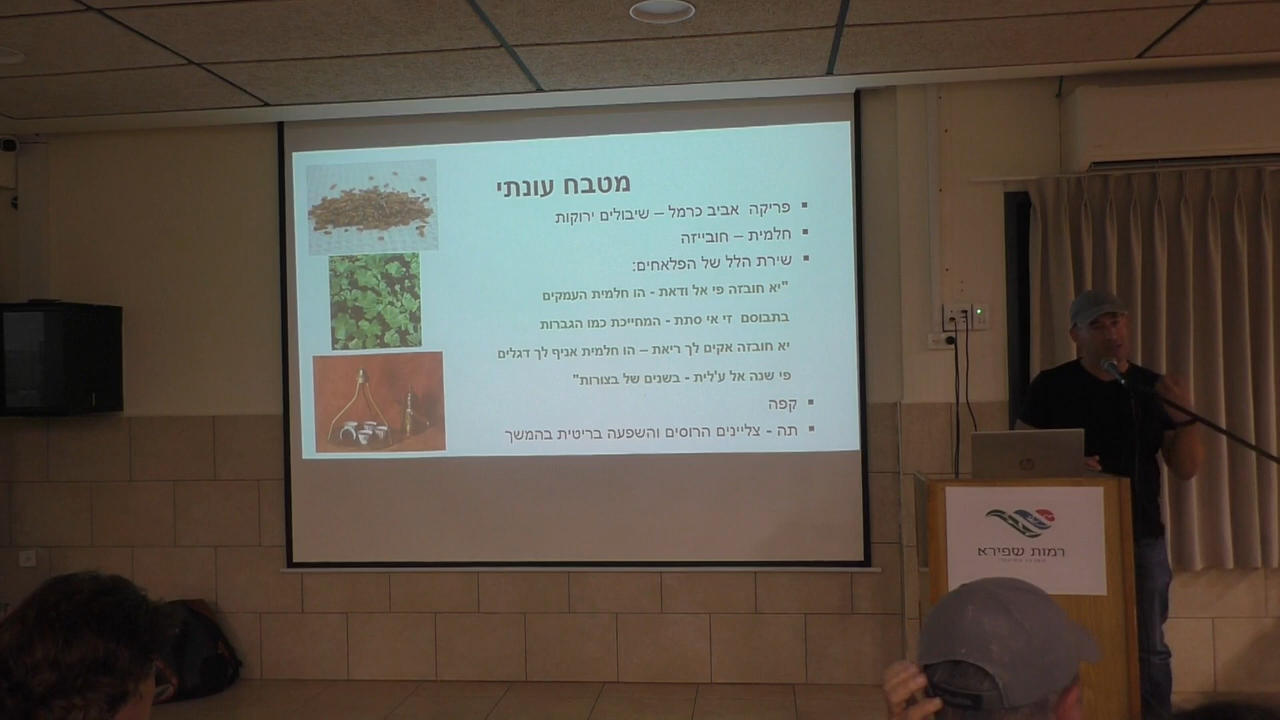 מטבח עונתי
▪ פריקה אביב כרמל – שיבולים ירוקות
▪ חלמית – חובייזה
▪ שירת הלל של הפלאחים:
"יא חובזה פי אל ודאת - הו חלמית העמקים
בתבוסם זי אי סתת - המחייכת כמו הגברות
יא חובזה אקים לך ריאת – הו חלמית אניף לך דגלים
פי שנה אל ע'לית - בשנים של בצורות"
▪ קפה
▪ תה - צליינים הרוסים והשפעה בריטית בהמשך
hp
רמות שפירא